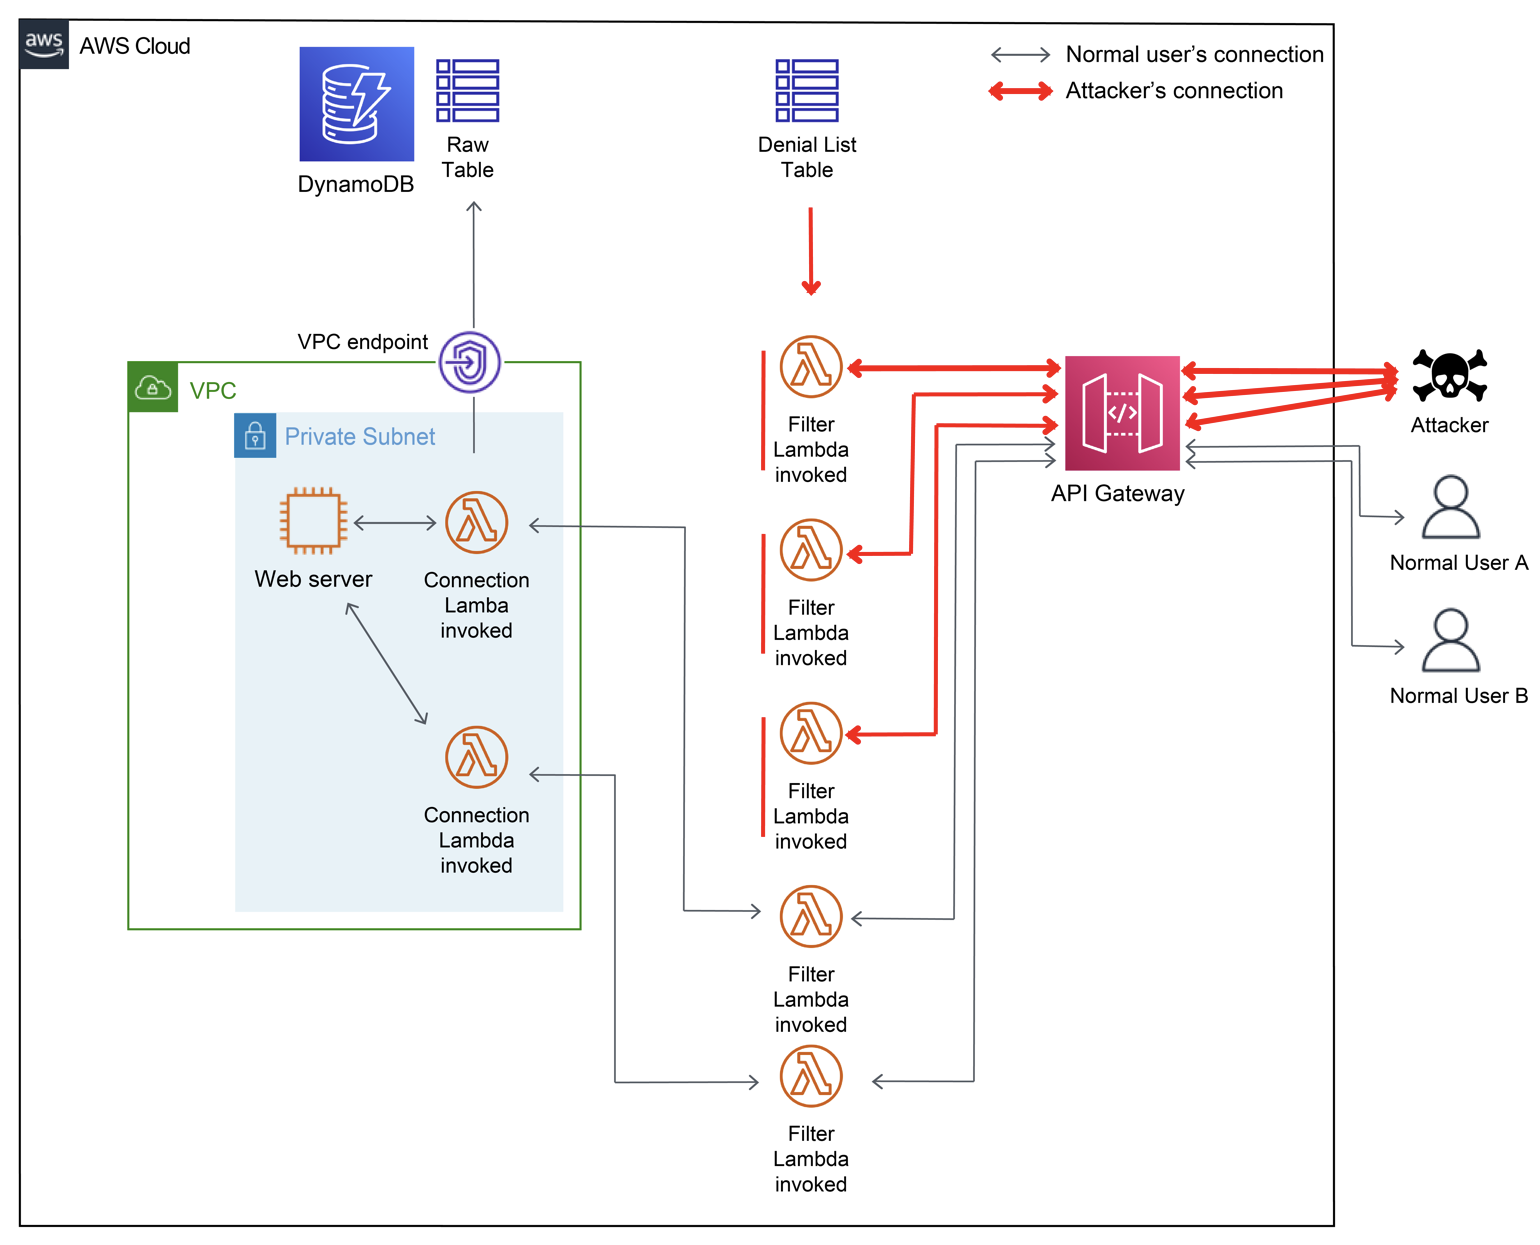 aws
AWS Cloud
Normal user's connection
Attacker's connection
DynamoDB
Raw
Table
Denial List
Table
VPC endpoint
VPC
Private Subnet
Web server
Connection
Lamba
invoked
Connection
Lambda
invoked
Filter
Lambda
invoked
Filter
Lambda
invoked
Filter
Lambda
invoked
Filter
Lambda
invoked
Filter
Lambda
invoked
</>
API Gateway
Attacker
Normal User A
Normal User B